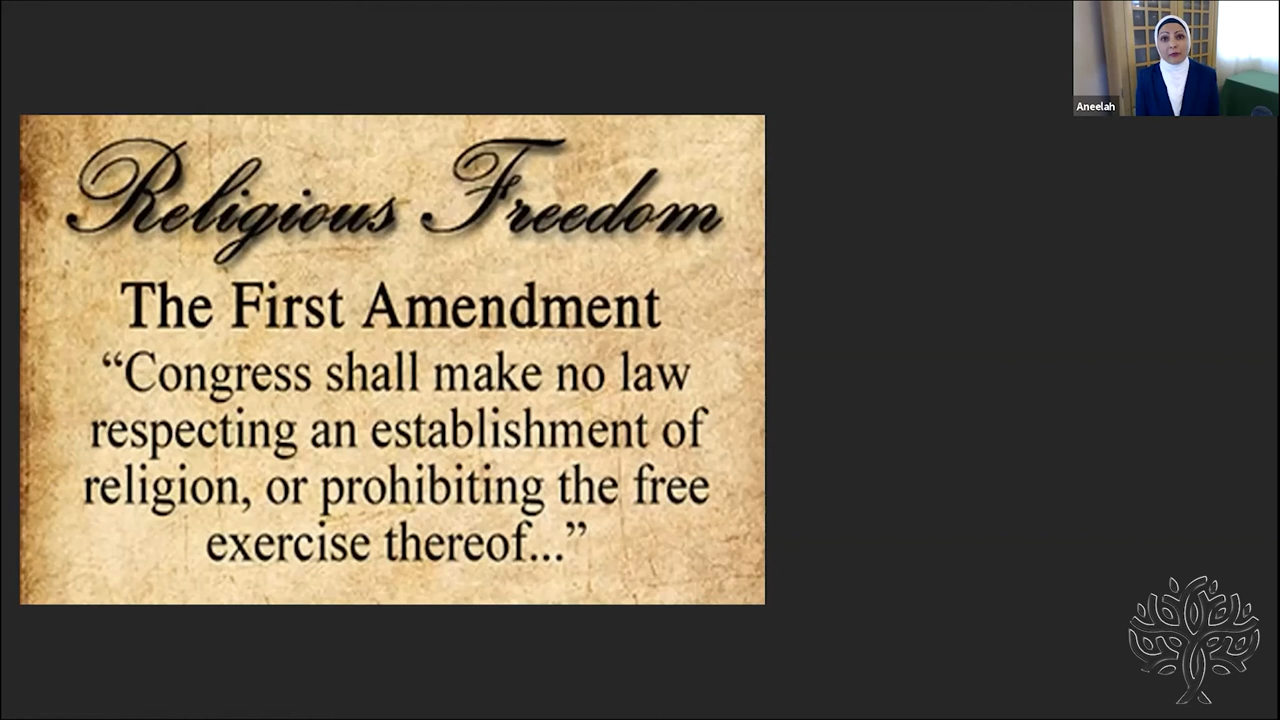 Aneelah
Religious Freedom
The First Amendment
“Congress shall make no law
respecting an establishment of
religion, or prohibiting the free
exercise thereof...”